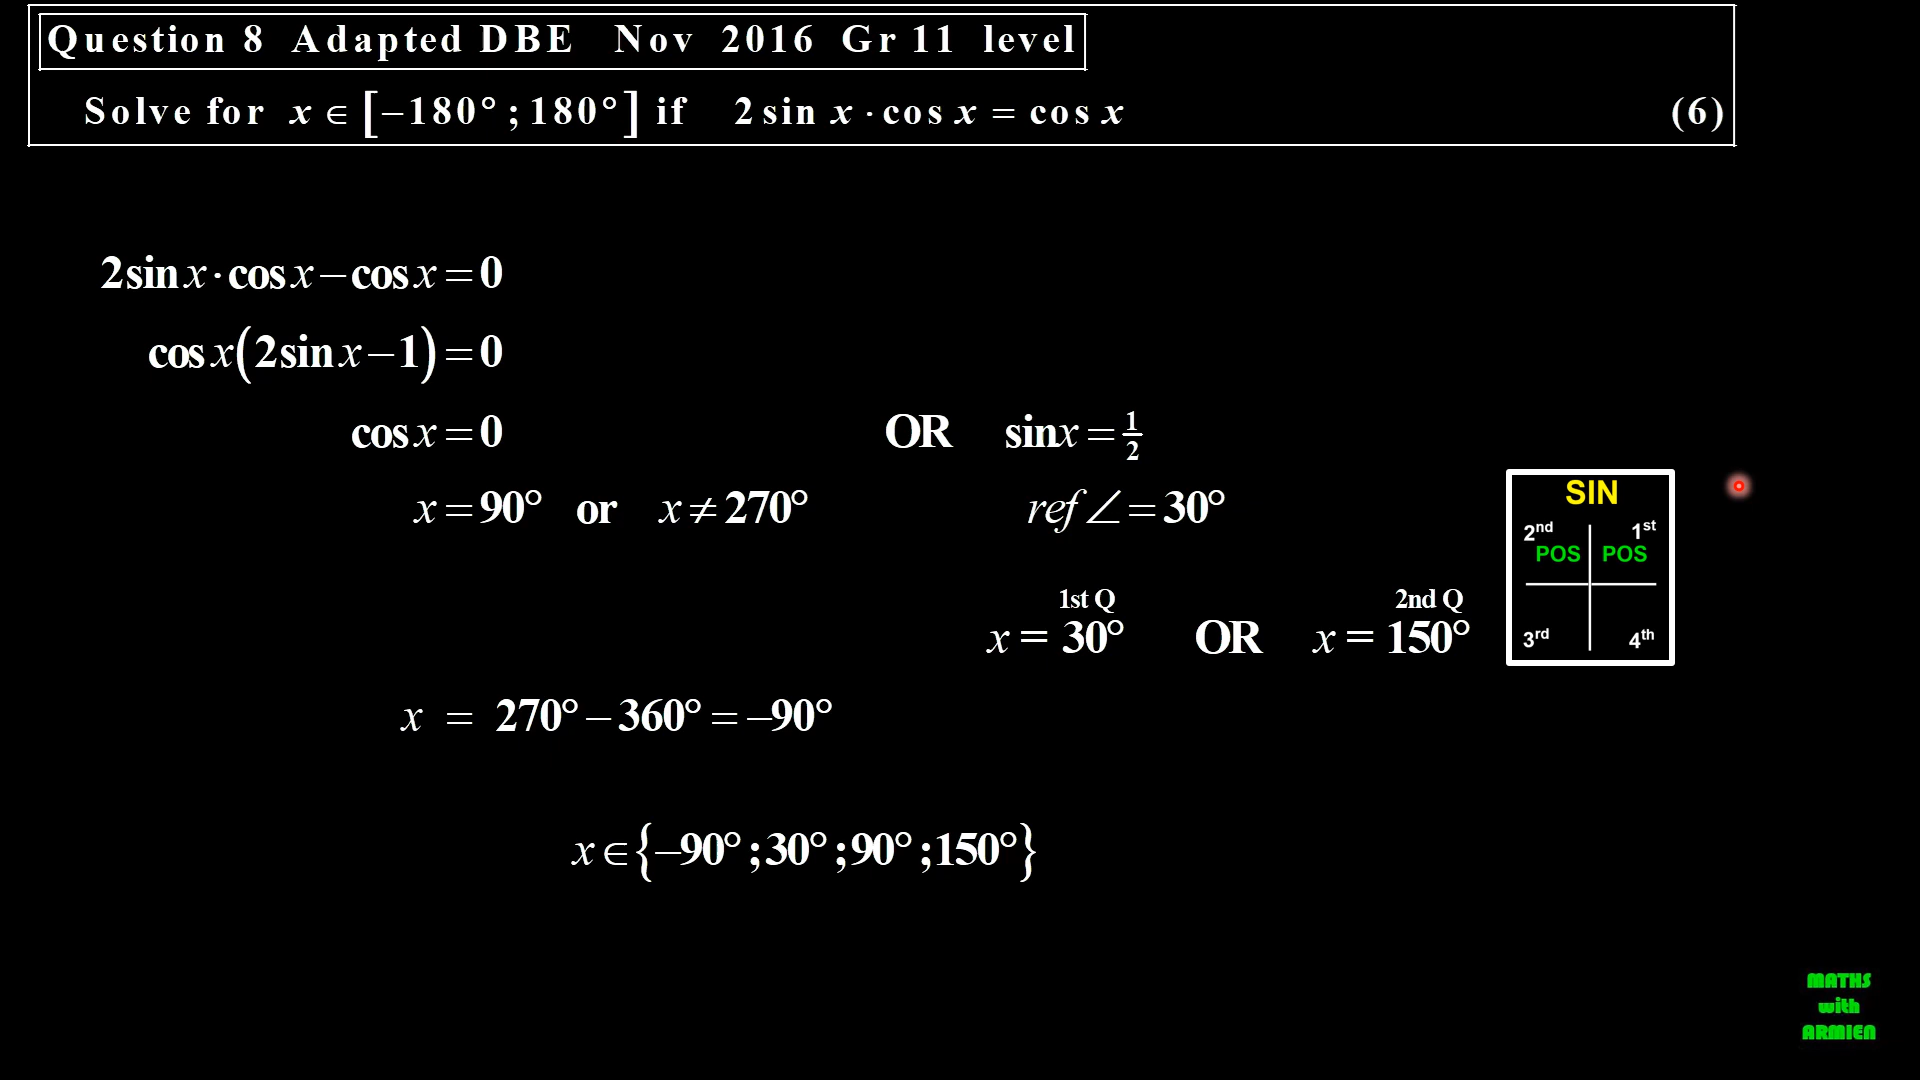 Question 8 Adapted DBE Nov 2016 Gr 11 level
Solve for x ∈ [−180° ; 180°] if 2 sin x · cos x = cos x (6)
2sin x · cos x − cos x = 0
cos x(2sin x − 1) = 0
cos x = 0 OR sin x = 1/2
x = 90° or x ≠ 270° ref ∠ = 30°
SIN
2nd 1st
POS POS
3rd 4th
1st Q 2nd Q
x = 30° OR x = 150°
x = 270° − 360° = −90°
x ∈ {−90° ; 30° ; 90° ; 150°}
MATHS
with
ARMIEN